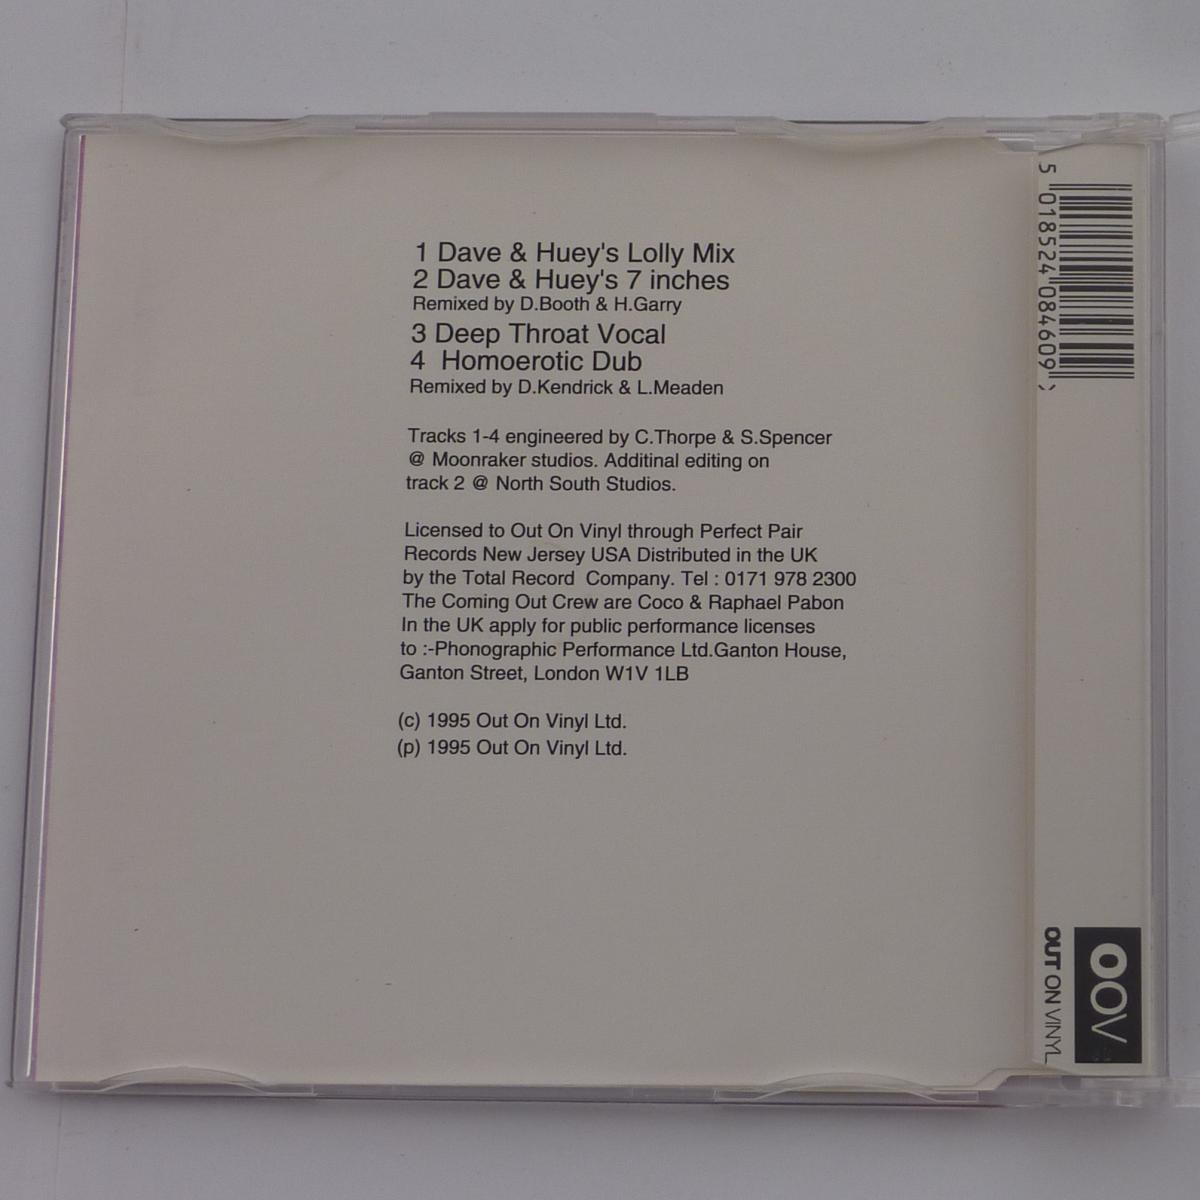 1 Dave & Huey's Lolly Mix
2 Dave & Huey's 7 inches
Remixed by D.Booth & H.Garry
3 Deep Throat Vocal
4 Homoerotic Dub
Remixed by D.Kendrick & L.Meaden
Tracks 1-4 engineered by C.Thorpe & S.Spencer
@ Moonraker studios. Additinal editing on
track 2 @ North South Studios.
Licensed to Out On Vinyl through Perfect Pair
Records New Jersey USA Distributed in the UK
by the Total Record Company. Tel : 0171 978 2300
The Coming Out Crew are Coco & Raphael Pabon
In the UK apply for public performance licenses
to :-Phonographic Performance Ltd.Ganton House,
Ganton Street, London W1V 1LB
(c) 1995 Out On Vinyl Ltd.
(p) 1995 Out On Vinyl Ltd.
5 018524 084609 >
OOV
OUT ON VINYL